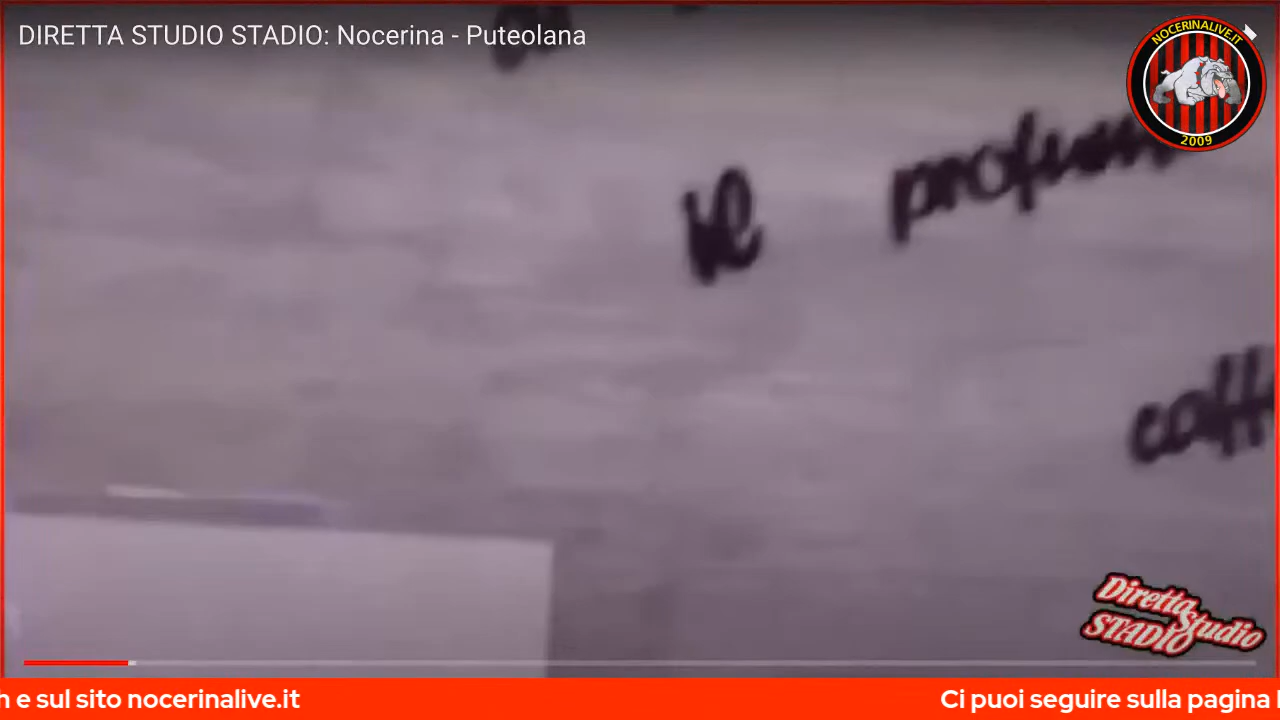 DIRETTA STUDIO STADIO: Nocerina - Puteolana
NOCERINALIVE.IT
2009
il
Diretta
Studio
STADIO
e sul sito nocerinalive.it
Ci puoi seguire sulla pagina